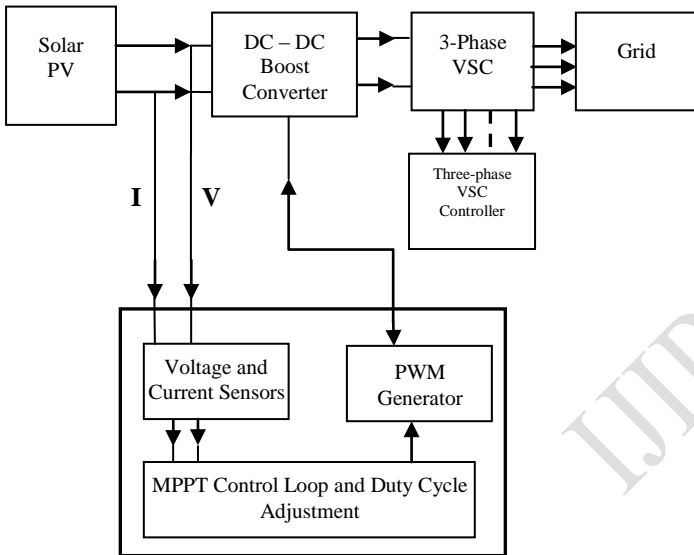 Solar
PV
DC – DC
Boost
Converter
3-Phase
VSC
Grid
Three-phase
VSC
Controller
I
V
Voltage and
Current Sensors
PWM
Generator
MPPT Control Loop and Duty Cycle
Adjustment